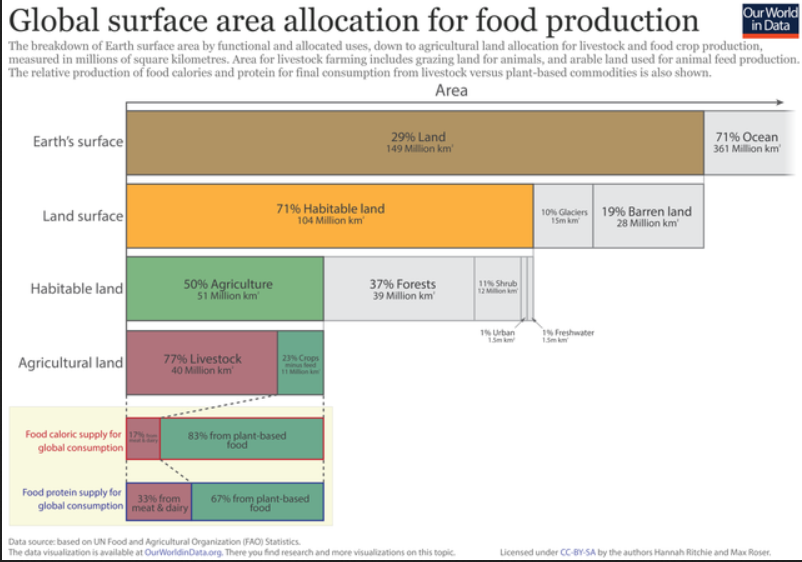 Global surface area allocation for food production
Our World
in Data
The breakdown of Earth surface area by functional and allocated uses, down to agricultural land allocation for livestock and food crop production,
measured in millions of square kilometres. Area for livestock farming includes grazing land for animals, and arable land used for animal feed production.
The relative production of food calories and protein for final consumption from livestock versus plant-based commodities is also shown.
Area
Earth's surface
29% Land
149 Million km²
71% Ocean
361 Million km²
Land surface
71% Habitable land
104 Million km²
10% Glaciers
15m km²
19% Barren land
28 Million km²
Habitable land
50% Agriculture
51 Million km²
37% Forests
39 Million km²
11% Shrub
12 Million km²
1% Urban
1.5m km²
1% Freshwater
1.5m km²
Agricultural land
77% Livestock
40 Million km²
23% Crops
minus feed
11 Million km²
Food caloric supply for
global consumption
17% from
meat & dairy
83% from plant-based
food
Food protein supply for
global consumption
33% from
meat & dairy
67% from plant-based
food
Data source: based on UN Food and Agricultural Organization (FAO) Statistics.
The data visualization is available at OurWorldinData.org. There you find research and more visualizations on this topic.
Licensed under CC-BY-SA by the authors Hannah Ritchie and Max Roser.